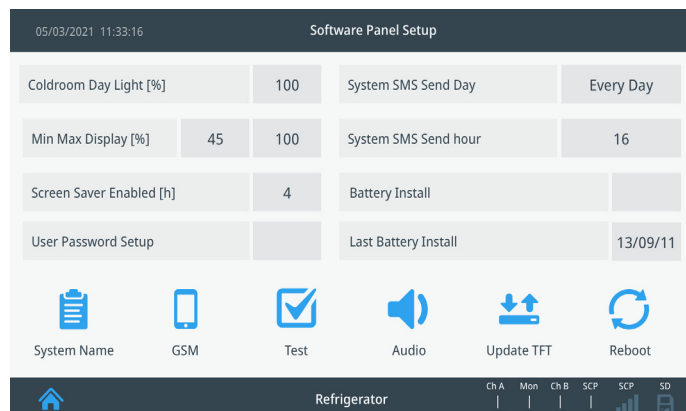 05/03/2021 11:33:16 Software Panel Setup
Coldroom Day Light [%] 100 System SMS Send Day Every Day
Min Max Display [%] 45 100 System SMS Send hour 16
Screen Saver Enabled [h] 4 Battery Install
User Password Setup Last Battery Install 13/09/11
System Name GSM Test Audio Update TFT Reboot
Refrigerator Ch A Mon Ch B SCP SCP SD